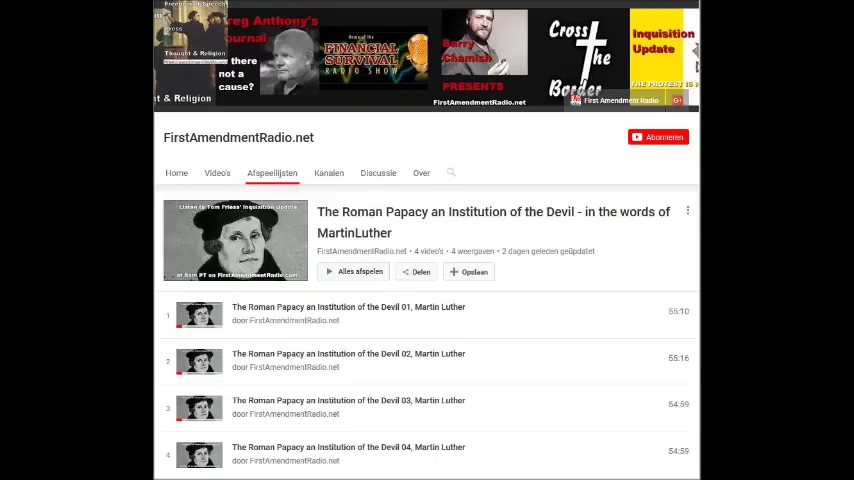 Freedom of Speech
Press
Thought & Religion
t & Religion
reg Anthony's
ournal
there
not a
cause?
Home of the
FINANCIAL
SURVIVAL
RADIO SHOW
Barry
Chamish
PRESENTS
FirstAmendmentRadio.net
Cross
The
Border
Inquisition
Update
THE PROTEST IS
First Amendment Radio
G+
FirstAmendmentRadio.net
Abonneren
Home Video's Afspeellijsten Kanalen Discussie Over
Listen to Tom Friess' Inquisition Update
at 8am PT on FirstAmendmentRadio.com
The Roman Papacy an Institution of the Devil - in the words of
MartinLuther
FirstAmendmentRadio.net • 4 video's • 4 weergaven • 2 dagen geleden geüpdatet
Alles afspelen Delen Opslaan
1 The Roman Papacy an Institution of the Devil 01, Martin Luther 55:10
door FirstAmendmentRadio.net
2 The Roman Papacy an Institution of the Devil 02, Martin Luther 55:16
door FirstAmendmentRadio.net
3 The Roman Papacy an Institution of the Devil 03, Martin Luther 54:59
door FirstAmendmentRadio.net
4 The Roman Papacy an Institution of the Devil 04, Martin Luther 54:59
door FirstAmendmentRadio.net